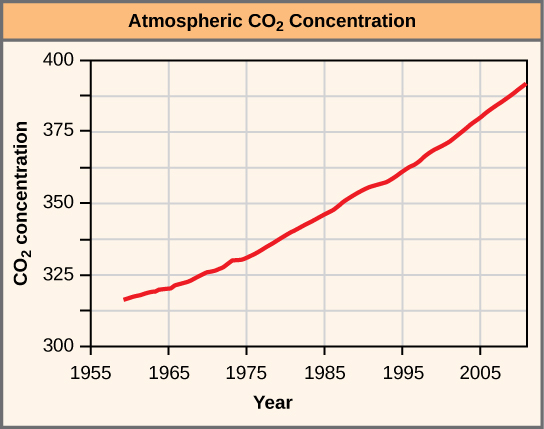 Atmospheric CO₂ Concentration
CO₂ concentration
400
375
350
325
300
1955 1965 1975 1985 1995 2005
Year